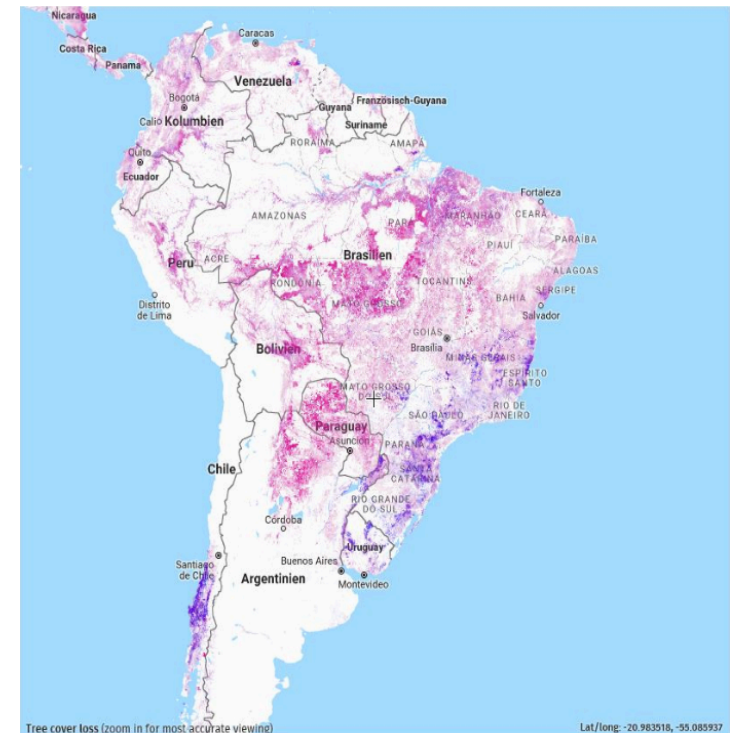 Nicaragua
Costa Rica
Panama
Caracas
Venezuela
Bogotá
Cali
Kolumbien
Guyana
Französisch-Guyana
Suriname
Quito
Ecuador
RORAIMA
AMAPÁ
AMAZONAS
PARÁ
MARANHÃO
Fortaleza
CEARÁ
PIAUÍ
PARAÍBA
Peru
ACRE
Brasilien
RONDÔNIA
MATO GROSSO
TOCANTINS
ALAGOAS
SERGIPE
BAHIA
Salvador
Distrito
de Lima
GOIÁS
Brasília
Bolivien
MINAS GERAIS
ESPÍRITO
SANTO
MATO GROSSO
DO SUL
SÃO PAULO
RIO DE
JANEIRO
Paraguay
Asunción
PARANÁ
Chile
SANTA
CATARINA
RIO GRANDE
DO SUL
Córdoba
Uruguay
Santiago
de Chile
Buenos Aires
Argentinien
Montevideo
Tree cover loss (zoom in for most accurate viewing)
Lat/long: -20.983518, -55.085937